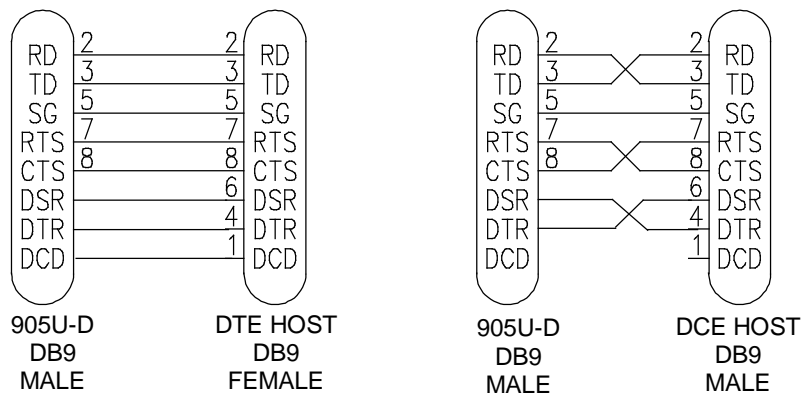 RD 2 2 RD
TD 3 3 TD
SG 5 5 SG
RTS 7 7 RTS
CTS 8 8 CTS
DSR 6 DSR
DTR 4 DTR
DCD 1 DCD
905U-D
DB9
MALE
DTE HOST
DB9
FEMALE
RD 2 2 RD
TD 3 3 TD
SG 5 5 SG
RTS 7 7 RTS
CTS 8 8 CTS
DSR 6 DSR
DTR 4 DTR
DCD 1 DCD
905U-D
DB9
MALE
DCE HOST
DB9
MALE